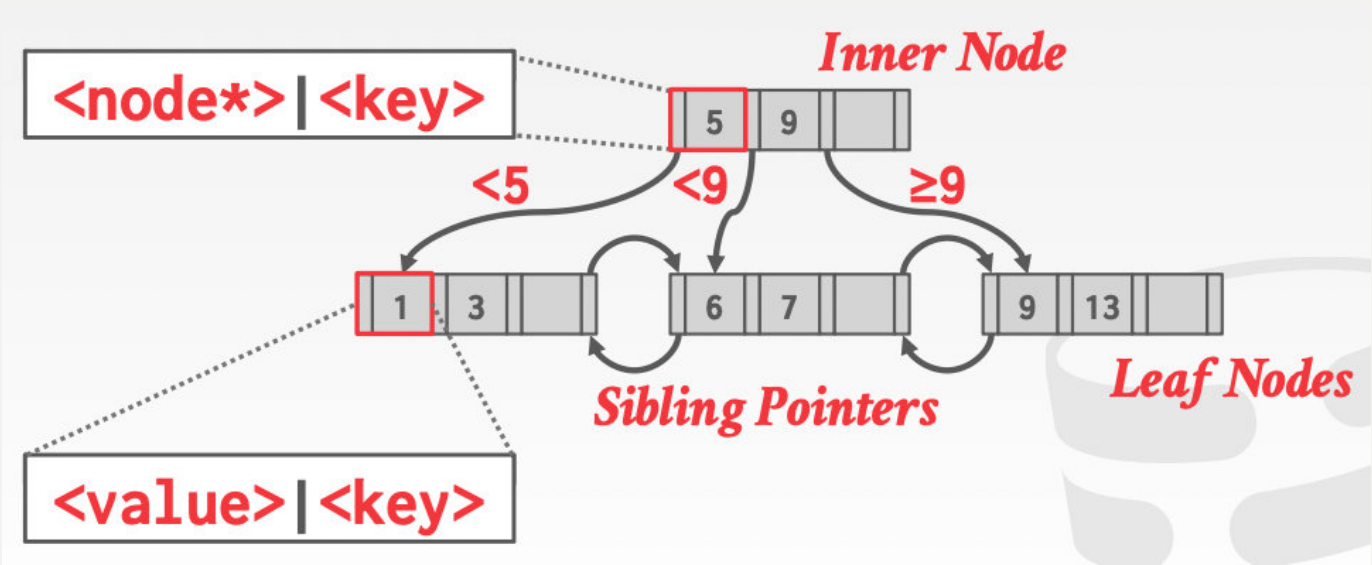 Inner Node
<node*>|<key>
5 9
<5 <9 ≥9
1 3 6 7 9 13
Leaf Nodes
Sibling Pointers
<value>|<key>